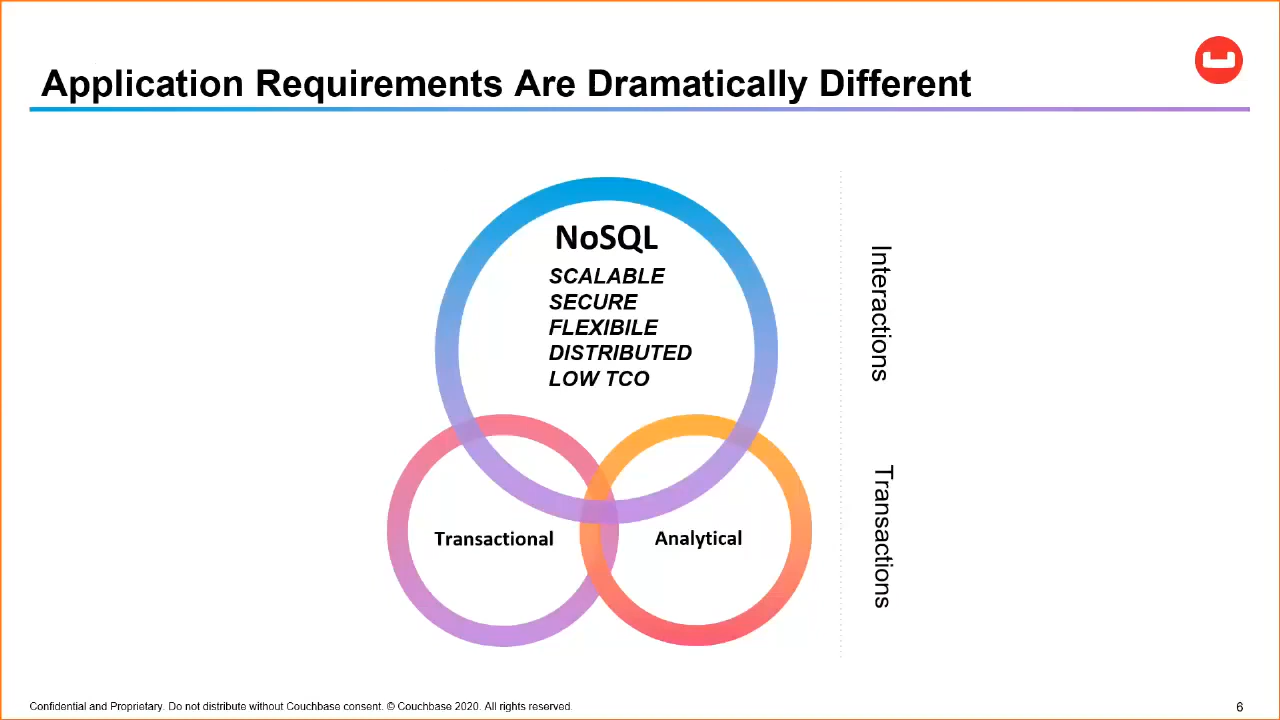 Application Requirements Are Dramatically Different
NoSQL
SCALABLE
SECURE
FLEXIBILE
DISTRIBUTED
LOW TCO
Transactional
Analytical
Interactions
Transactions
Confidential and Proprietary. Do not distribute without Couchbase consent. © Couchbase 2020. All rights reserved.
6